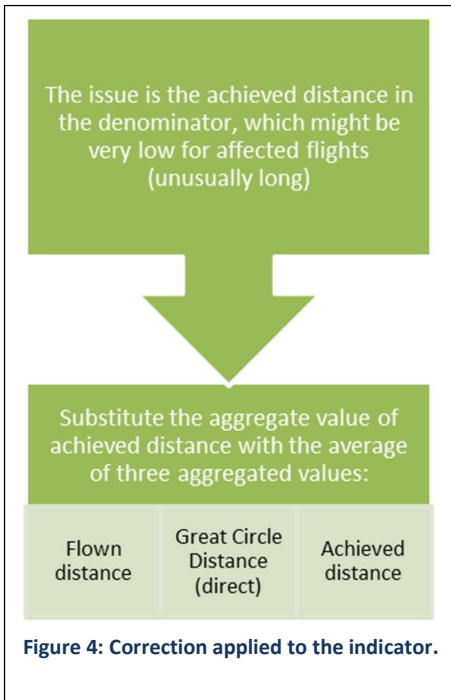 The issue is the achieved distance in
the denominator, which might be
very low for affected flights
(unusually long)
Substitute the aggregate value of
achieved distance with the average
of three aggregated values:
Flown
distance
Great Circle
Distance
(direct)
Achieved
distance
Figure 4: Correction applied to the indicator.